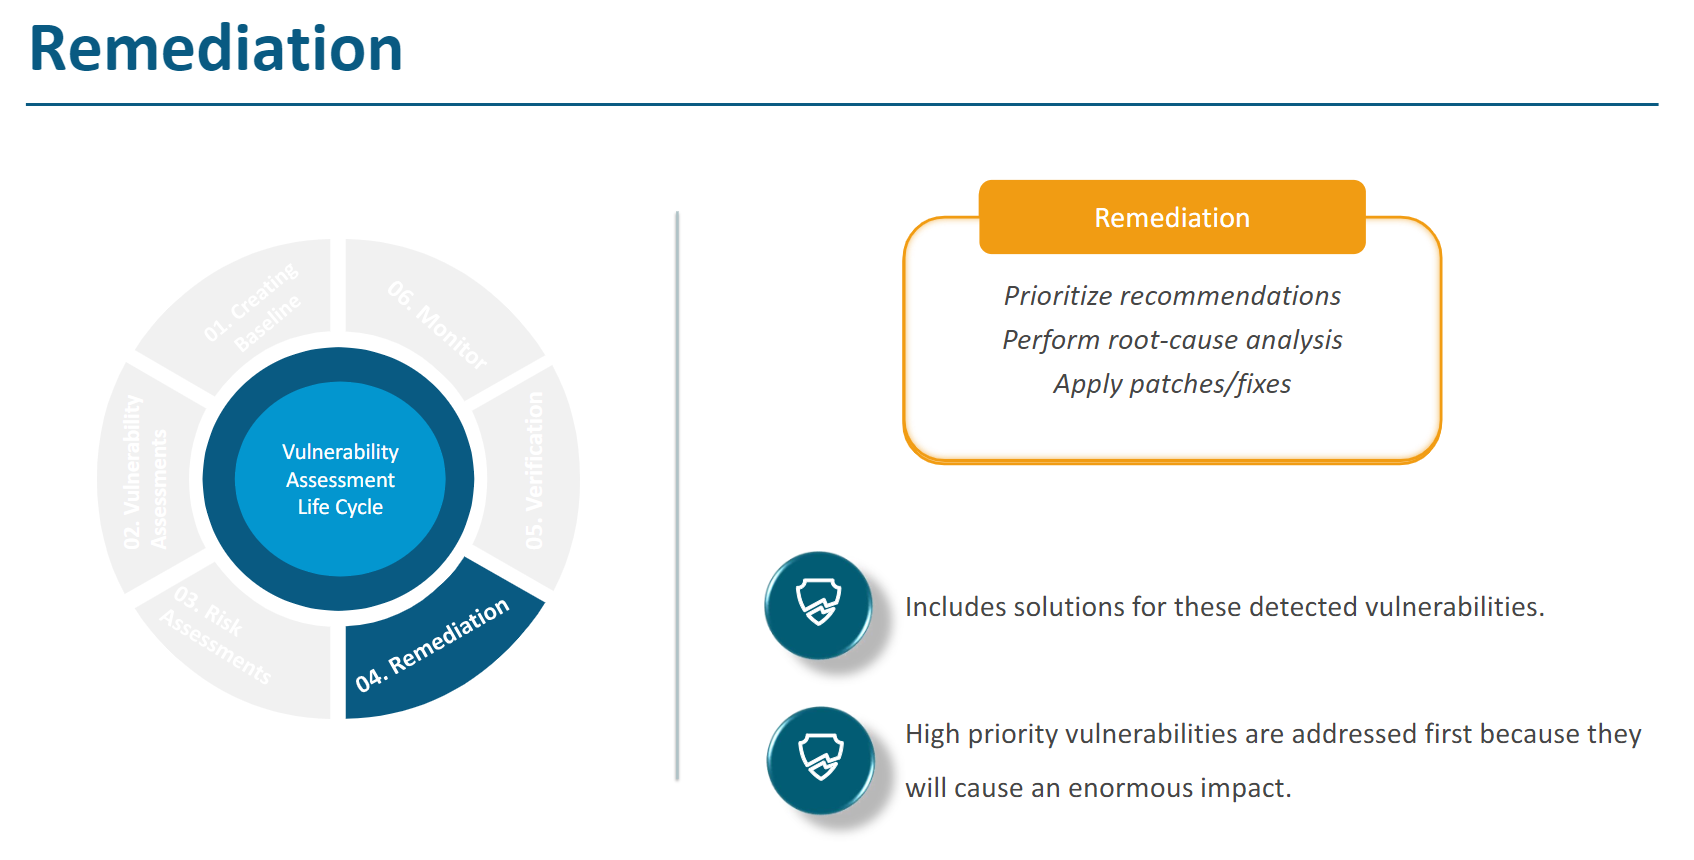 Remediation
01. Creating
Baseline
06. Monitor
02. Vulnerability
Assessments
Vulnerability
Assessment
Life Cycle
05. Verification
03. Risk
Assessments
04. Remediation
Remediation
Prioritize recommendations
Perform root-cause analysis
Apply patches/fixes
Includes solutions for these detected vulnerabilities.
High priority vulnerabilities are addressed first because they
will cause an enormous impact.